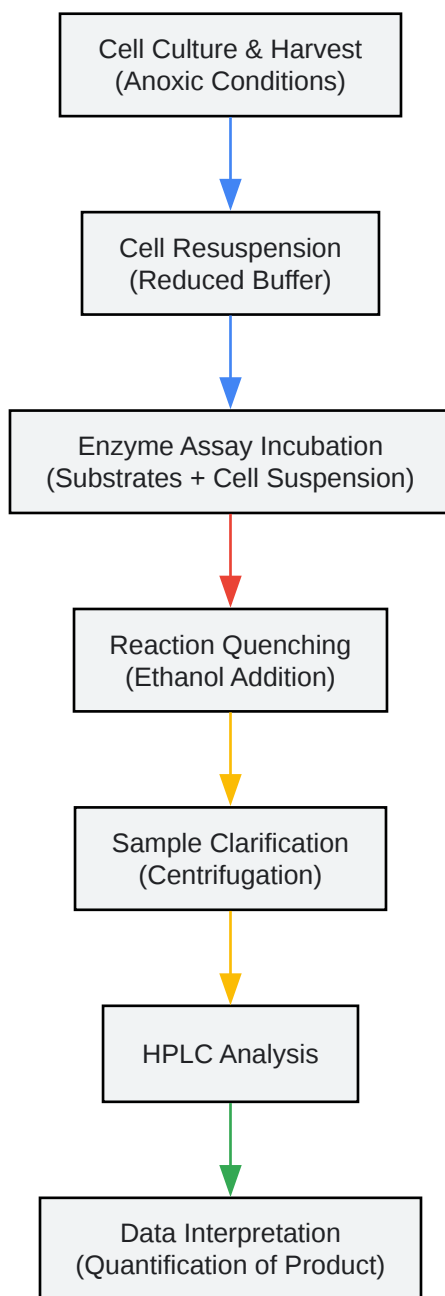 Cell Culture & Harvest
(Anoxic Conditions)
Cell Resuspension
(Reduced Buffer)
Enzyme Assay Incubation
(Substrates + Cell Suspension)
Reaction Quenching
(Ethanol Addition)
Sample Clarification
(Centrifugation)
HPLC Analysis
Data Interpretation
(Quantification of Product)